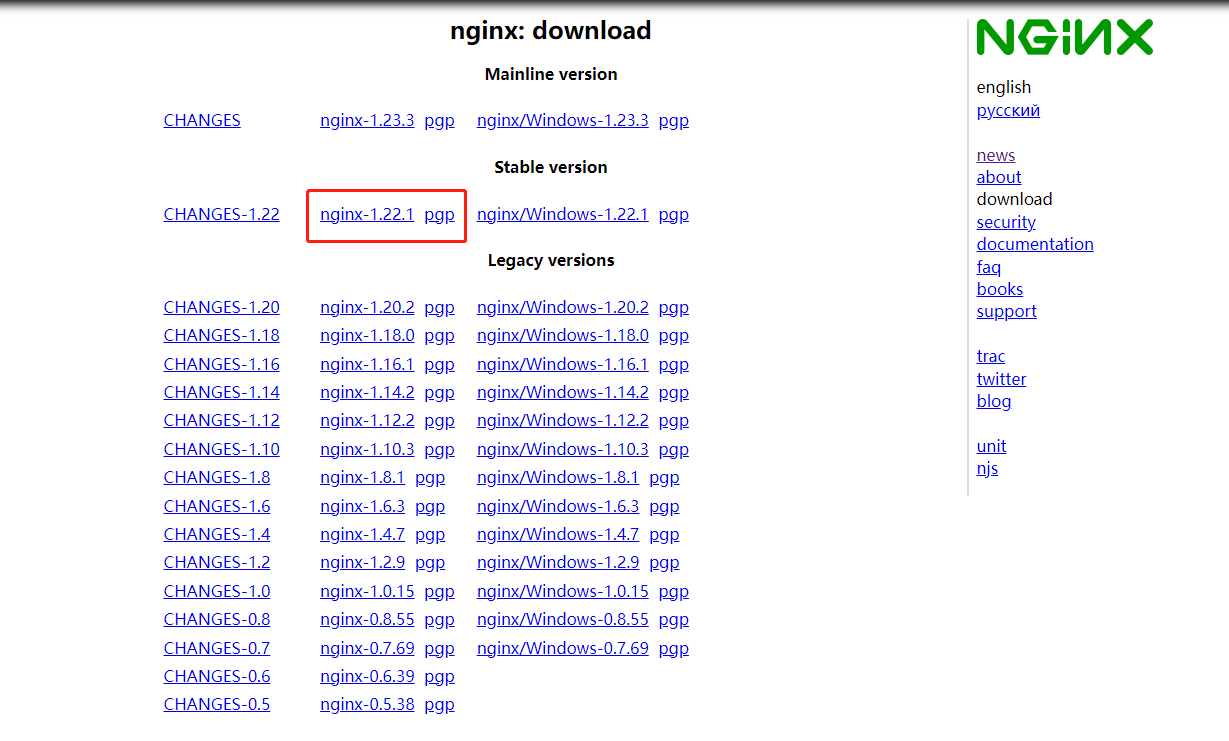 nginx: download
Mainline version
CHANGES nginx-1.23.3 pgp nginx/Windows-1.23.3 pgp
Stable version
CHANGES-1.22 nginx-1.22.1 pgp nginx/Windows-1.22.1 pgp
Legacy versions
CHANGES-1.20 nginx-1.20.2 pgp nginx/Windows-1.20.2 pgp
CHANGES-1.18 nginx-1.18.0 pgp nginx/Windows-1.18.0 pgp
CHANGES-1.16 nginx-1.16.1 pgp nginx/Windows-1.16.1 pgp
CHANGES-1.14 nginx-1.14.2 pgp nginx/Windows-1.14.2 pgp
CHANGES-1.12 nginx-1.12.2 pgp nginx/Windows-1.12.2 pgp
CHANGES-1.10 nginx-1.10.3 pgp nginx/Windows-1.10.3 pgp
CHANGES-1.8 nginx-1.8.1 pgp nginx/Windows-1.8.1 pgp
CHANGES-1.6 nginx-1.6.3 pgp nginx/Windows-1.6.3 pgp
CHANGES-1.4 nginx-1.4.7 pgp nginx/Windows-1.4.7 pgp
CHANGES-1.2 nginx-1.2.9 pgp nginx/Windows-1.2.9 pgp
CHANGES-1.0 nginx-1.0.15 pgp nginx/Windows-1.0.15 pgp
CHANGES-0.8 nginx-0.8.55 pgp nginx/Windows-0.8.55 pgp
CHANGES-0.7 nginx-0.7.69 pgp nginx/Windows-0.7.69 pgp
CHANGES-0.6 nginx-0.6.39 pgp
CHANGES-0.5 nginx-0.5.38 pgp
NGiNX
english
русский
news
about
download
security
documentation
faq
books
support
trac
twitter
blog
unit
njs